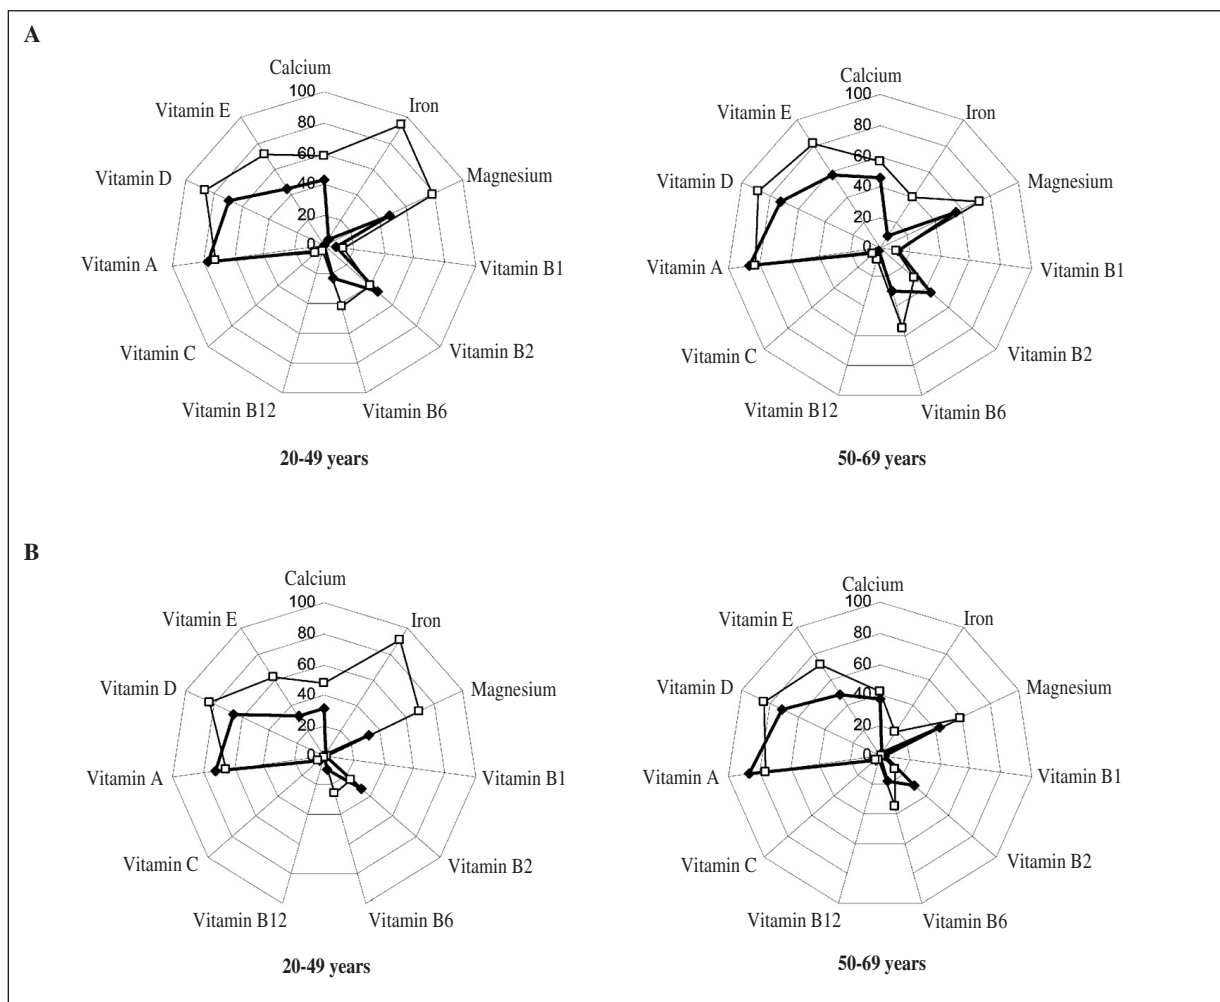 A
Calcium
100
80
60
40
20
0
Iron
Magnesium
Vitamin B1
Vitamin B2
Vitamin B6
Vitamin B12
Vitamin C
Vitamin A
Vitamin D
Vitamin E
20-49 years
Calcium
100
80
60
40
20
0
Iron
Magnesium
Vitamin B1
Vitamin B2
Vitamin B6
Vitamin B12
Vitamin C
Vitamin A
Vitamin D
Vitamin E
50-69 years
B
Calcium
100
80
60
40
20
0
Iron
Magnesium
Vitamin B1
Vitamin B2
Vitamin B6
Vitamin B12
Vitamin C
Vitamin A
Vitamin D
Vitamin E
20-49 years
Calcium
100
80
60
40
20
0
Iron
Magnesium
Vitamin B1
Vitamin B2
Vitamin B6
Vitamin B12
Vitamin C
Vitamin A
Vitamin D
Vitamin E
50-69 years